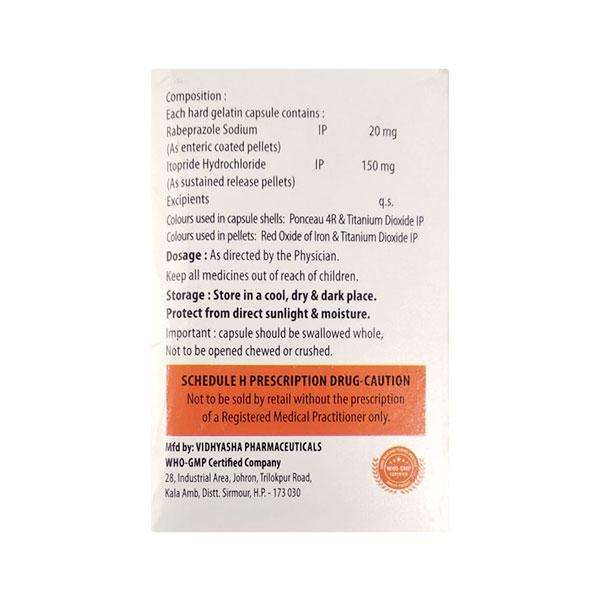 Composition :
Each hard gelatin capsule contains :
Rabeprazole Sodium IP 20 mg
(As enteric coated pellets)
Itopride Hydrochloride IP 150 mg
(As sustained release pellets)
Excipients q.s.
Colours used in capsule shells: Ponceau 4R & Titanium Dioxide IP
Colours used in pellets: Red Oxide of Iron & Titanium Dioxide IP
Dosage : As directed by the Physician.
Keep all medicines out of reach of children.
Storage : Store in a cool, dry & dark place.
Protect from direct sunlight & moisture.
Important : capsule should be swallowed whole,
Not to be opened chewed or crushed.
SCHEDULE H PRESCRIPTION DRUG-CAUTION
Not to be sold by retail without the prescription
of a Registered Medical Practitioner only.
Mfd by: VIDHYASHA PHARMACEUTICALS
WHO-GMP Certified Company
28, Industrial Area, Johron, Trilokpur Road,
Kala Amb, Distt. Sirmour, H.P. - 173 030
WHO-GMP
CERTIFIED